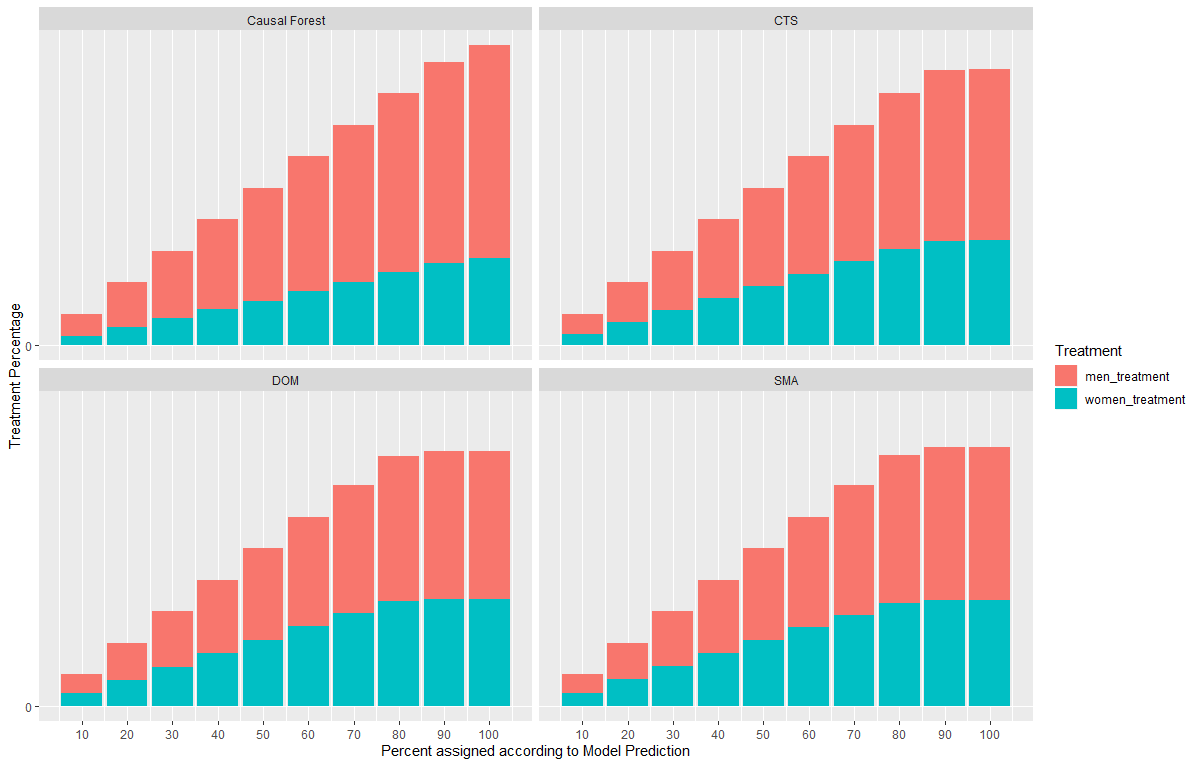 Causal Forest
CTS
0
Treatment Percentage
DOM
SMA
0
10 20 30 40 50 60 70 80 90 100
10 20 30 40 50 60 70 80 90 100
Percent assigned according to Model Prediction
Treatment
men_treatment
women_treatment